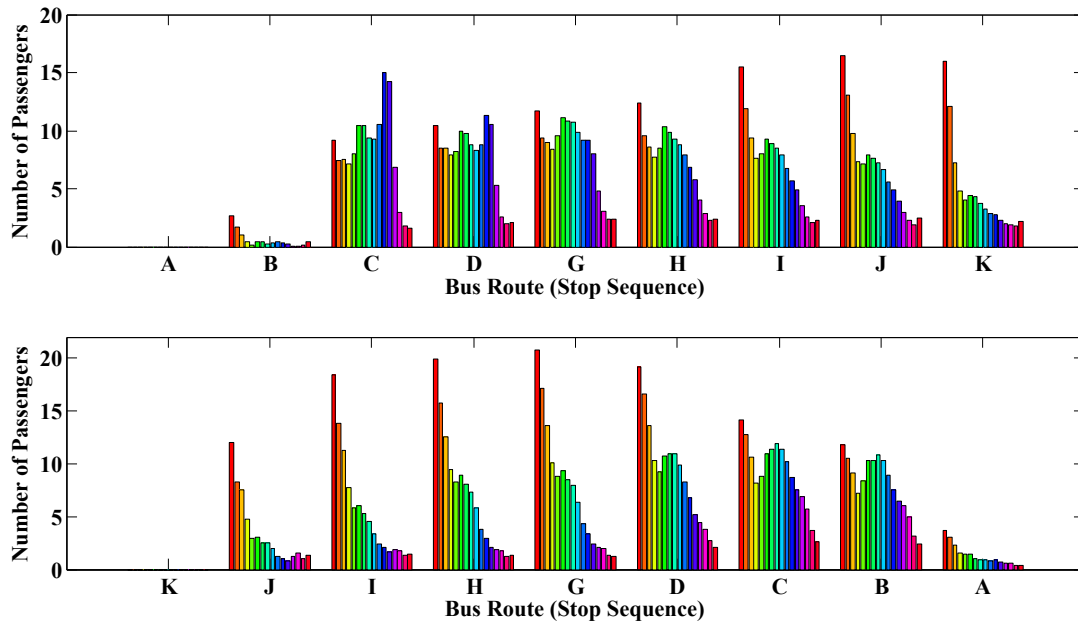 Number of Passengers
20
15
10
5
0
A B C D G H I J K
Bus Route (Stop Sequence)
Number of Passengers
20
15
10
5
0
K J I H G D C B A
Bus Route (Stop Sequence)